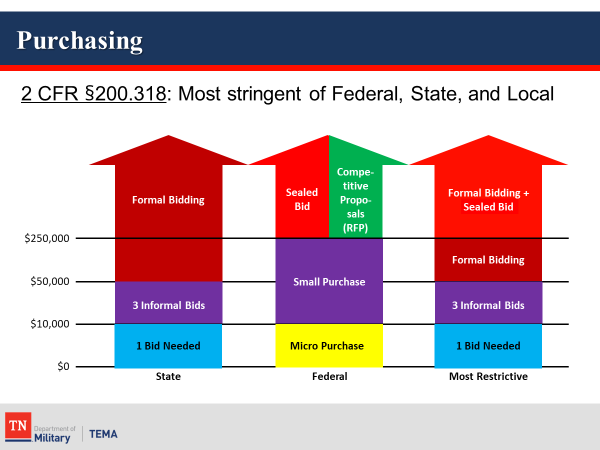 Purchasing
2 CFR §200.318: Most stringent of Federal, State, and Local
Formal Bidding
Sealed
Bid
Compe-
titive
Propo-
sals
(RFP)
Formal Bidding +
Sealed Bid
$250,000
Formal Bidding
$50,000
Small Purchase
3 Informal Bids
3 Informal Bids
$10,000
1 Bid Needed
Micro Purchase
1 Bid Needed
$0
State
Federal
Most Restrictive
TN
Department of
Military
TEMA